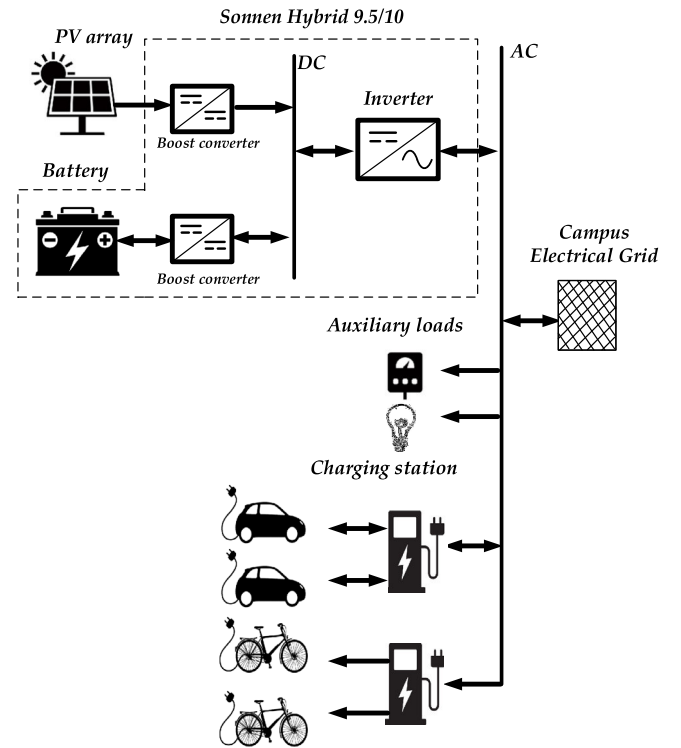 Sonnen Hybrid 9.5/10
PV array
DC
AC
Inverter
Boost converter
Battery
Campus
Electrical Grid
Boost converter
Auxiliary loads
Charging station